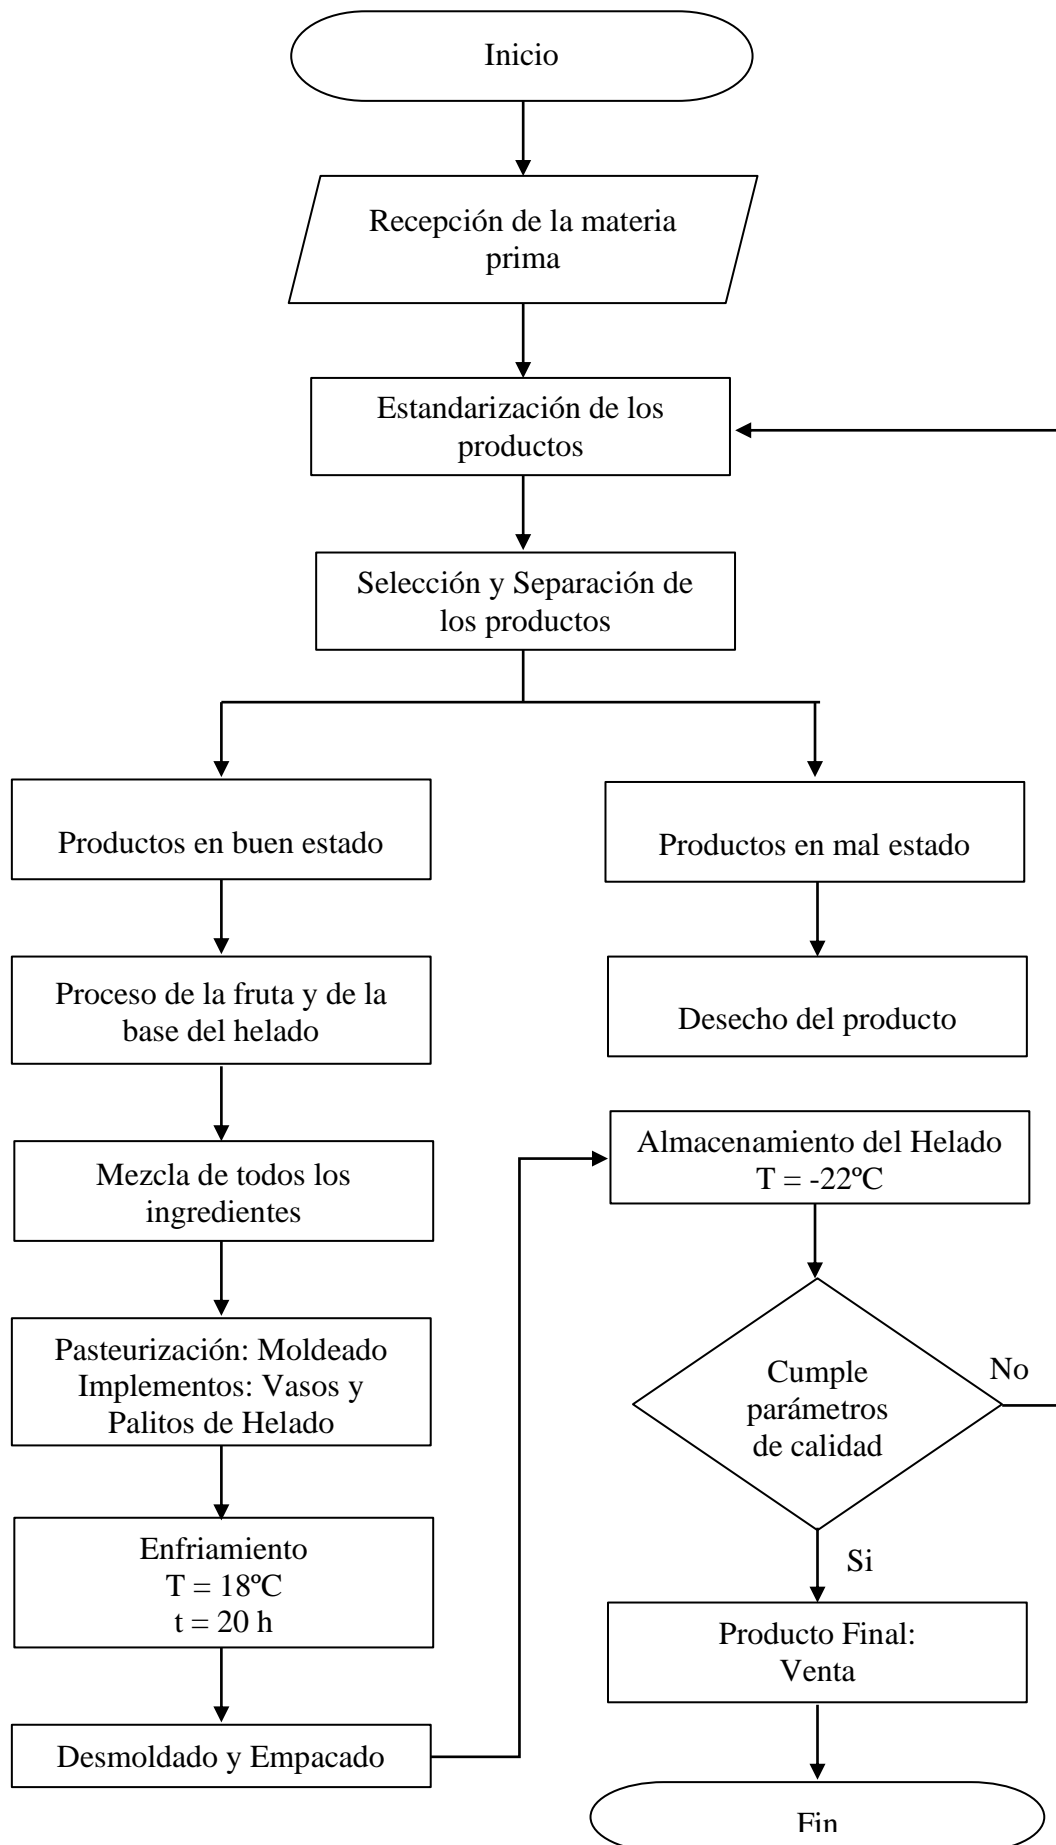 Inicio
Recepción de la materia
prima
Estandarización de los
productos
Selección y Separación de
los productos
Productos en buen estado
Productos en mal estado
Proceso de la fruta y de la
base del helado
Desecho del producto
Mezcla de todos los
ingredientes
Pasteurización: Moldeado
Implementos: Vasos y
Palitos de Helado
Enfriamiento
T = 18ºC
t = 20 h
Desmoldado y Empacado
Almacenamiento del Helado
T = -22ºC
Cumple
parámetros
de calidad
No
Si
Producto Final:
Venta
Fin